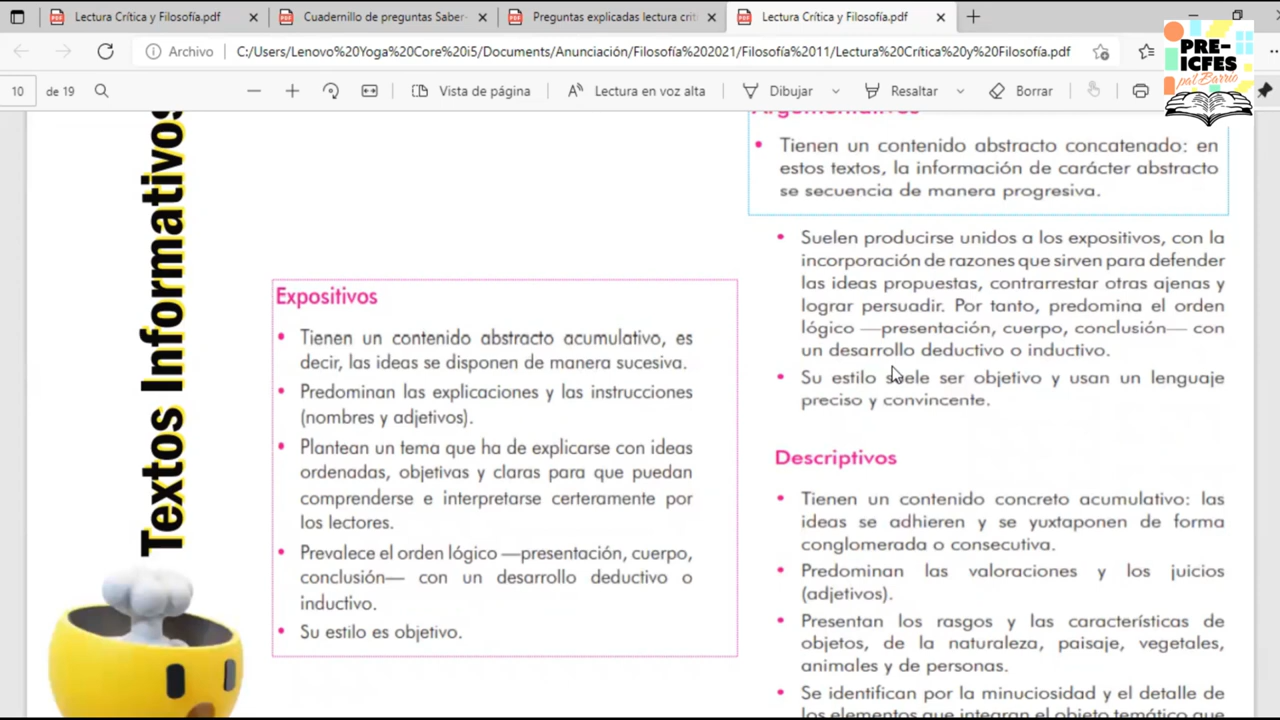 Lectura Crítica y Filosofía.pdf
Cuadernillo de preguntas Saber-
Preguntas explicadas lectura crit
Lectura Crítica y Filosofía.pdf
Archivo
C:/Users/Lenovo%20Yoga%20Core%20i5/Documents/Anunciación/Filosofía%202021/Filosofía%2011/Lectura%20Crítica%20y%20Filosofía.pdf
PRE-
ICFES
pal Barrio
10 de 19
Vista de página
Lectura en voz alta
Dibujar
Resaltar
Borrar
Textos Informativos
Expositivos
• Tienen un contenido abstracto acumulativo, es
decir, las ideas se disponen de manera sucesiva.
• Predominan las explicaciones y las instrucciones
(nombres y adjetivos).
• Plantean un tema que ha de explicarse con ideas
ordenadas, objetivas y claras para que puedan
comprenderse e interpretarse certeramente por
los lectores.
• Prevalece el orden lógico —presentación, cuerpo,
conclusión— con un desarrollo deductivo o
inductivo.
• Su estilo es objetivo.
Argumentativos
• Tienen un contenido abstracto concatenado: en
estos textos, la información de carácter abstracto
se secuencia de manera progresiva.
• Suelen producirse unidos a los expositivos, con la
incorporación de razones que sirven para defender
las ideas propuestas, contrarrestar otras ajenas y
lograr persuadir. Por tanto, predomina el orden
lógico —presentación, cuerpo, conclusión— con
un desarrollo deductivo o inductivo.
• Su estilo suele ser objetivo y usan un lenguaje
preciso y convincente.
Descriptivos
• Tienen un contenido concreto acumulativo: las
ideas se adhieren y se yuxtaponen de forma
conglomerada o consecutiva.
• Predominan las valoraciones y los juicios
(adjetivos).
• Presentan los rasgos y las características de
objetos, de la naturaleza, paisaje, vegetales,
animales y de personas.
• Se identifican por la minuciosidad y el detalle de
los elementos que integran el objeto temático que